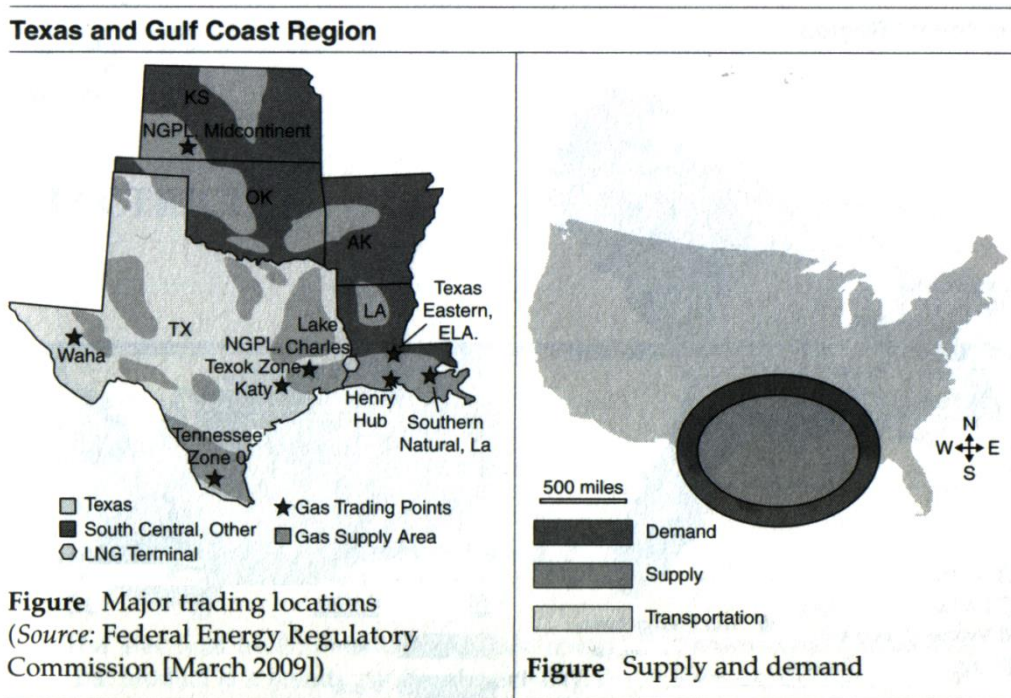 Texas and Gulf Coast Region
KS
NGPL, Midcontinent
OK
AK
TX
LA
Texas
Eastern,
ELA.
Lake
Charles
NGPL,
Texok Zone
Katy
Waha
Henry
Hub
Southern
Natural, La
Tennessee
Zone 0
Texas
South Central, Other
LNG Terminal
Gas Trading Points
Gas Supply Area
Figure Major trading locations
(Source: Federal Energy Regulatory
Commission [March 2009])
N
W E
S
500 miles
Demand
Supply
Transportation
Figure Supply and demand